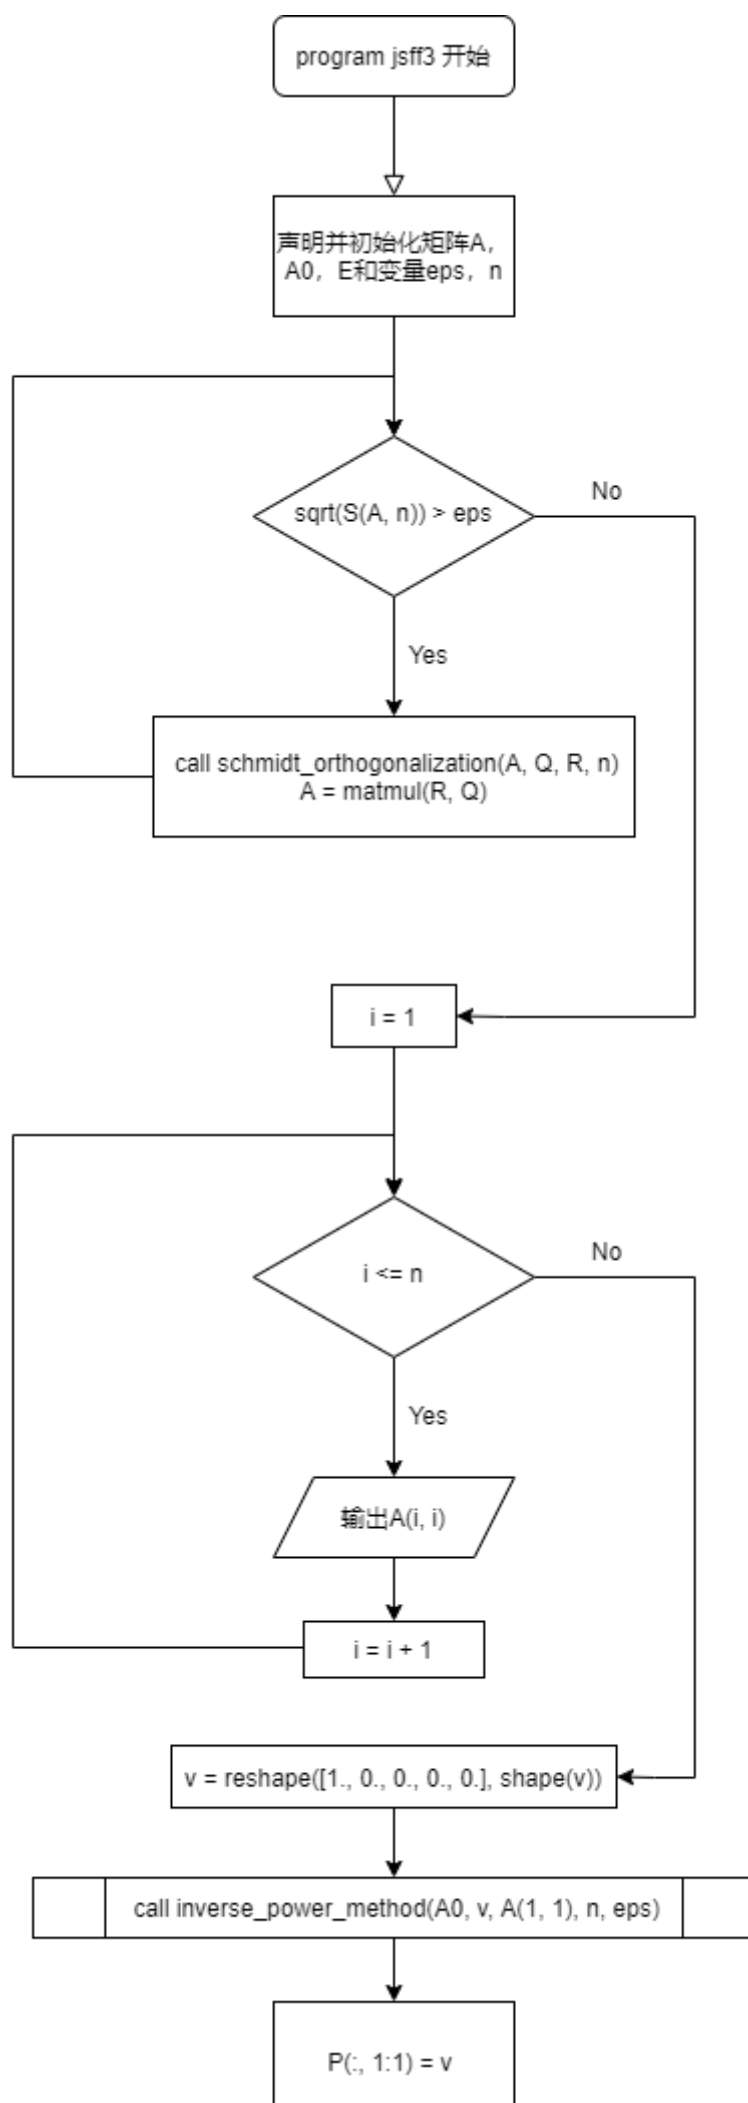 program jsff3 开始
声明并初始化矩阵A，
A0，E和变量eps，n
sqrt(S(A, n)) > eps
No
Yes
call schmidt_orthogonalization(A, Q, R, n)
A = matmul(R, Q)
i = 1
i <= n
No
Yes
输出A(i, i)
i = i + 1
v = reshape([1., 0., 0., 0., 0.], shape(v))
call inverse_power_method(A0, v, A(1, 1), n, eps)
P(:, 1:1) = v